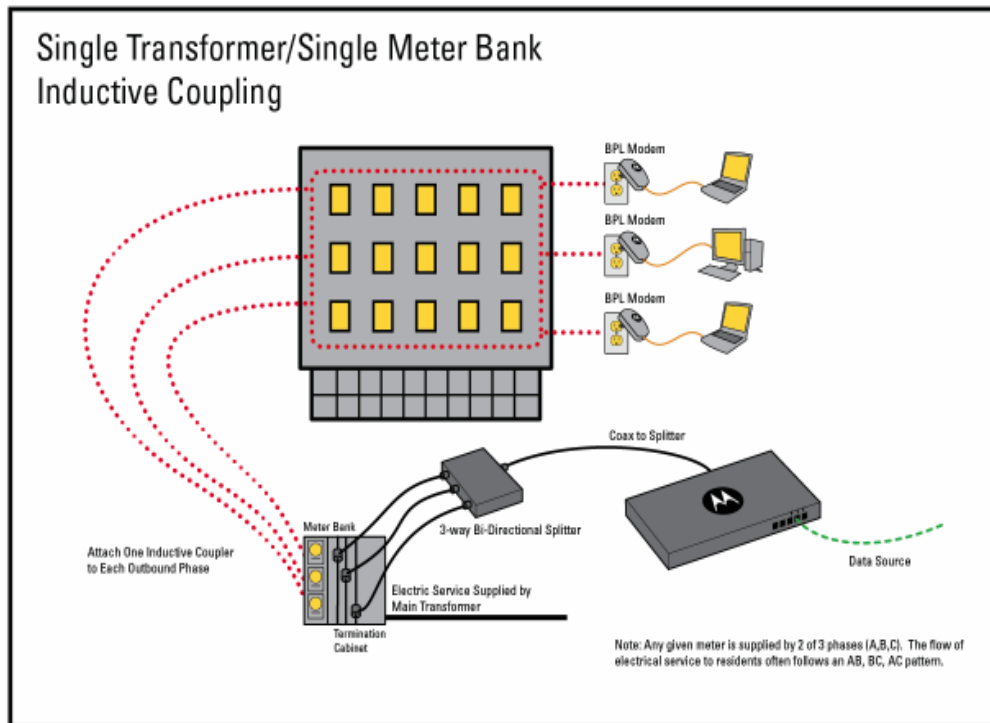 Single Transformer/Single Meter Bank
Inductive Coupling
BPL Modem
BPL Modem
BPL Modem
Coax to Splitter
3-way Bi-Directional Splitter
Meter Bank
Attach One Inductive Coupler
to Each Outbound Phase
Data Source
Electric Service Supplied by
Main Transformer
Termination
Cabinet
Note: Any given meter is supplied by 2 of 3 phases (A,B,C). The flow of
electrical service to residents often follows an AB, BC, AC pattern.